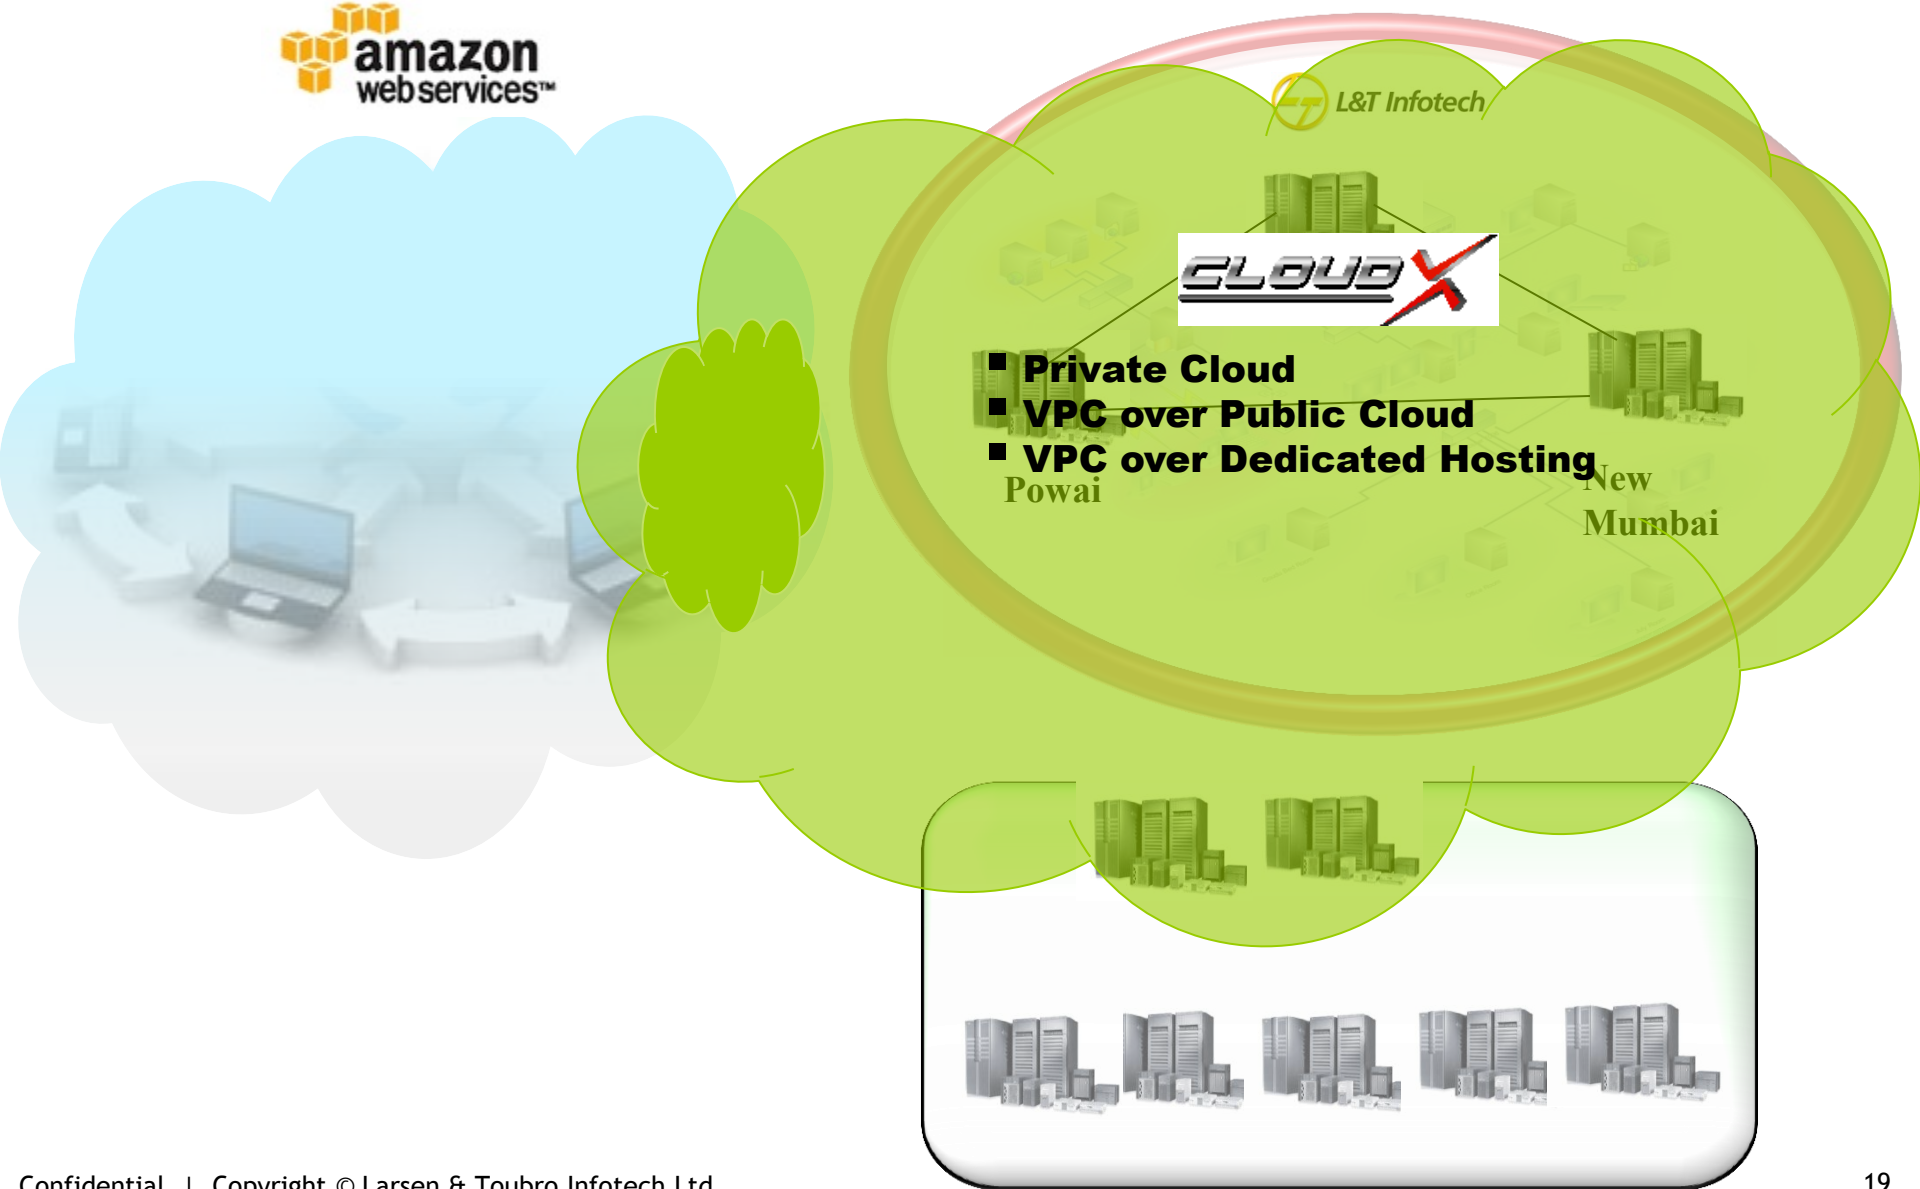 amazon
webservices™
L&T Infotech
CLOUDX
▪ Private Cloud
▪ VPC over Public Cloud
▪ VPC over Dedicated Hosting
Powai
New
Mumbai
Confidential | Copyright © Larsen & Toubro Infotech Ltd
19